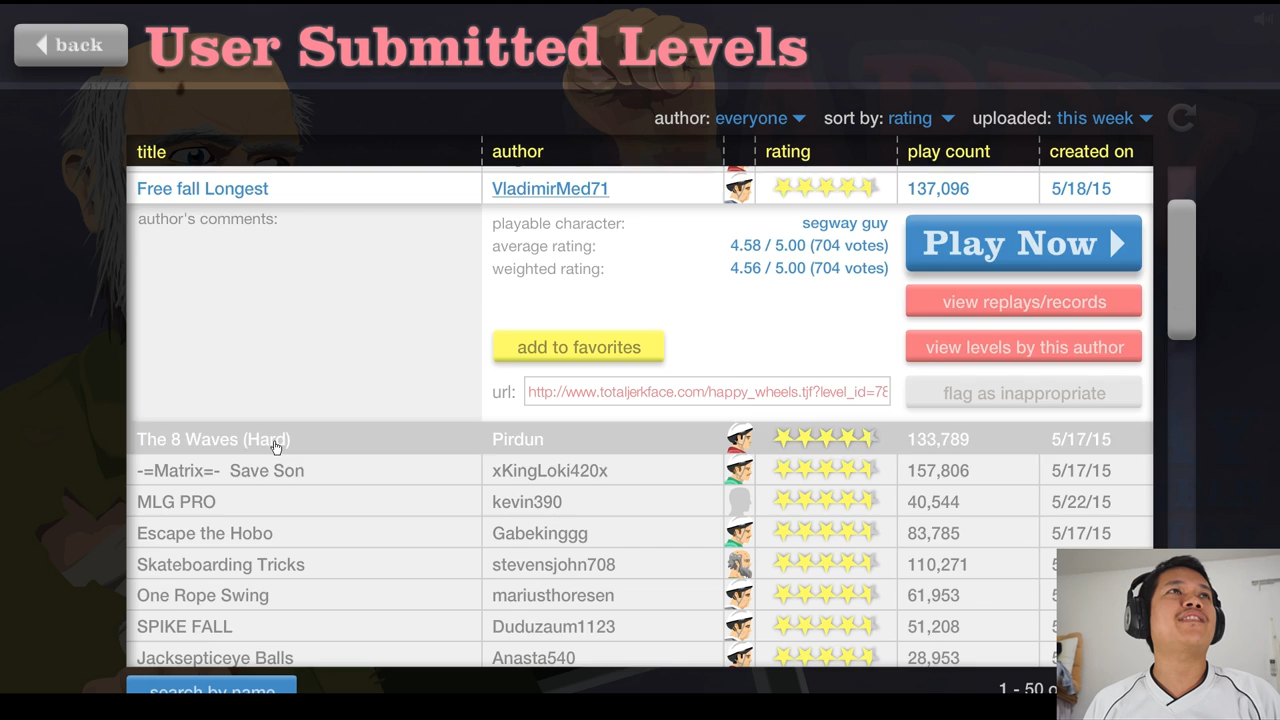 back
User Submitted Levels
author: everyone sort by: rating uploaded: this week
title author rating play count created on
Free fall Longest VladimirMed71 137,096 5/18/15
author's comments:
playable character: segway guy
average rating: 4.58 / 5.00 (704 votes)
weighted rating: 4.56 / 5.00 (704 votes)
Play Now
view replays/records
add to favorites
view levels by this author
url: http://www.totaljerkface.com/happy_wheels.tjf?level_id=78
flag as inappropriate
The 8 Waves (Hard) Pirdun 133,789 5/17/15
-=Matrix=- Save Son xKingLoki420x 157,806 5/17/15
MLG PRO kevin390 40,544 5/22/15
Escape the Hobo Gabekinggg 83,785 5/17/15
Skateboarding Tricks stevensjohn708 110,271
One Rope Swing mariusthoresen 61,953
SPIKE FALL Duduzaum1123 51,208
Jacksepticeye Balls Anasta540 28,953
search by name 1 - 50